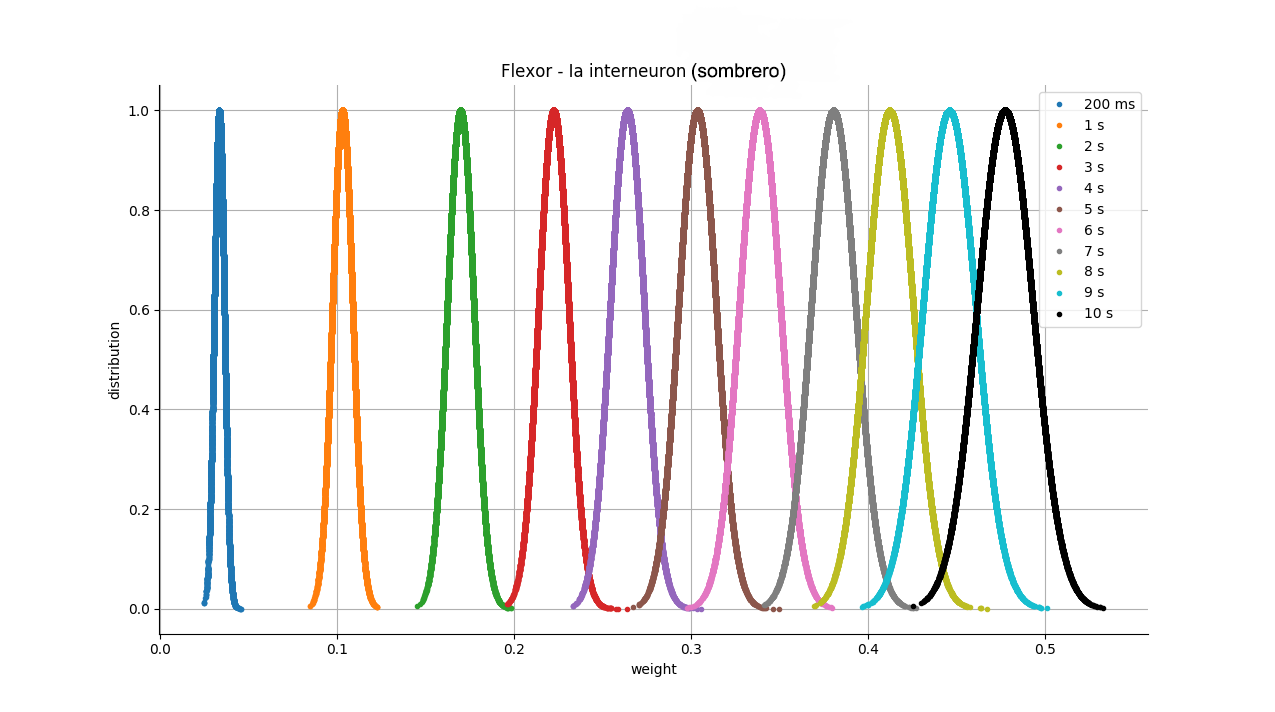 Flexor - la interneuron (sombrero)
distribution
1.0
0.8
0.6
0.4
0.2
0.0
0.0 0.1 0.2 0.3 0.4 0.5
weight
200 ms
1 s
2 s
3 s
4 s
5 s
6 s
7 s
8 s
9 s
10 s